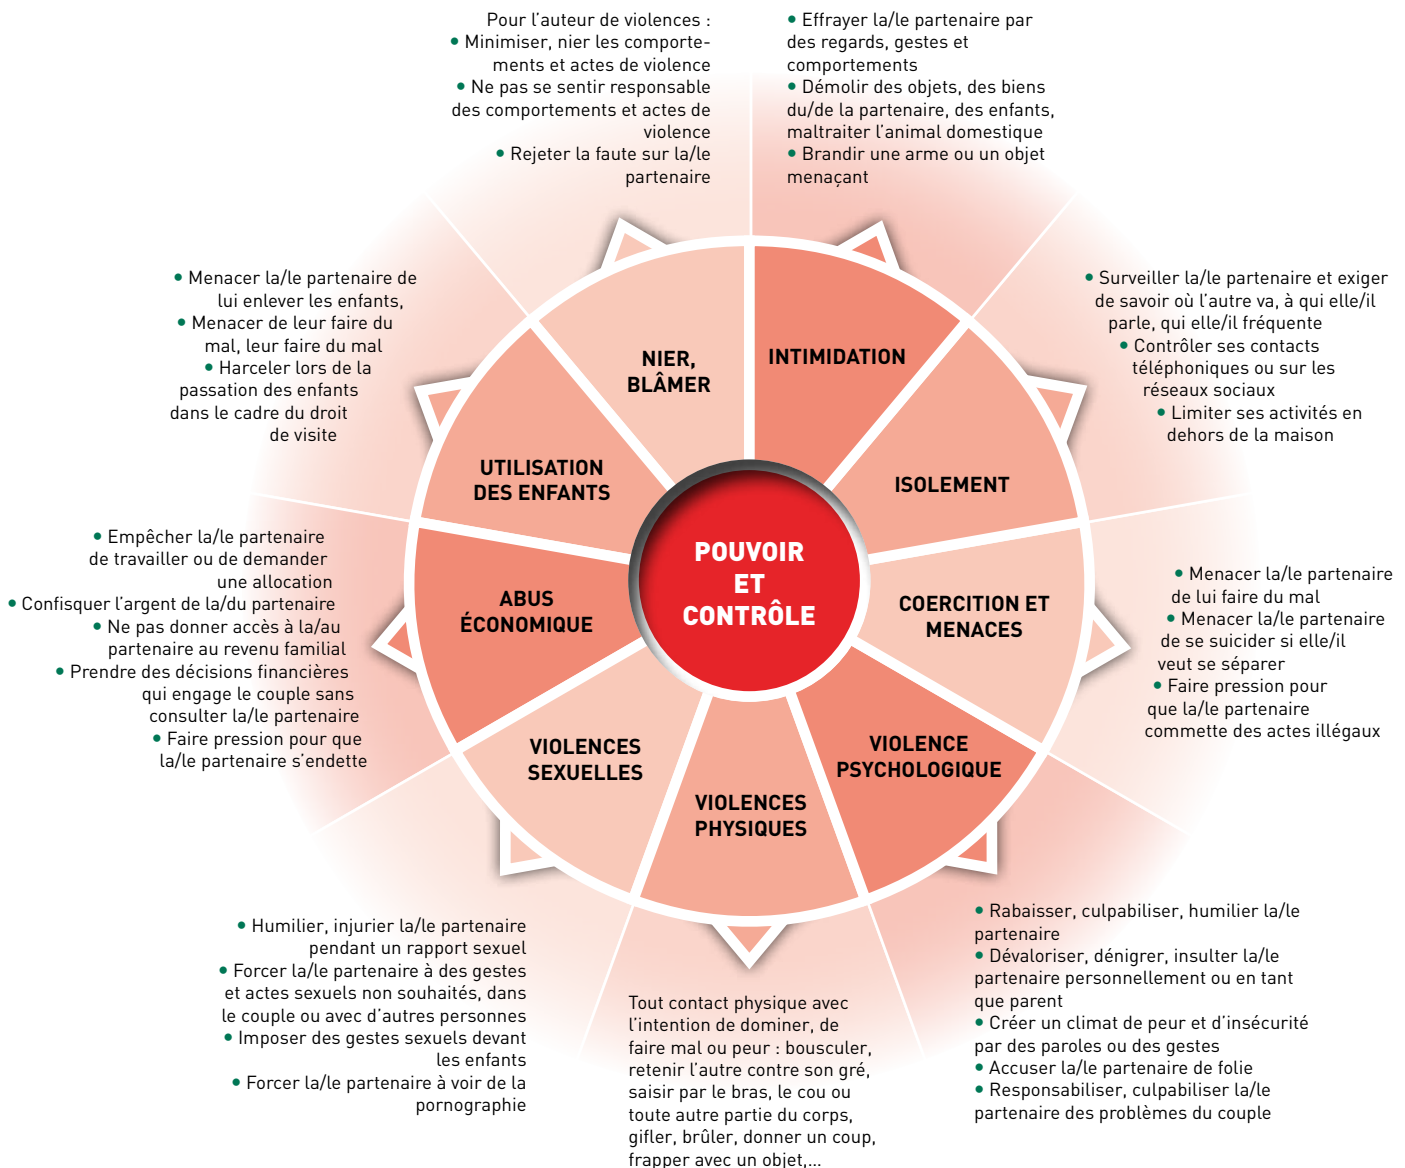 Pour l’auteur de violences :
• Minimiser, nier les comporte-
ments et actes de violence
• Ne pas se sentir responsable
des comportements et actes de
violence
• Rejeter la faute sur la/le
partenaire
• Effrayer la/le partenaire par
des regards, gestes et
comportements
• Démolir des objets, des biens
du/de la partenaire, des enfants,
maltraiter l’animal domestique
• Brandir une arme ou un objet
menaçant
• Menacer la/le partenaire de
lui enlever les enfants,
• Menacer de leur faire du
mal, leur faire du mal
• Harceler lors de la
passation des enfants
dans le cadre du droit
de visite
• Surveiller la/le partenaire et exiger
de savoir où l’autre va, à qui elle/il
parle, qui elle/il fréquente
• Contrôler ses contacts
téléphoniques ou sur les
réseaux sociaux
• Limiter ses activités en
dehors de la maison
NIER,
BLÂMER
INTIMIDATION
UTILISATION
DES ENFANTS
ISOLEMENT
POUVOIR
ET
CONTRÔLE
ABUS
ÉCONOMIQUE
COERCITION ET
MENACES
VIOLENCES
SEXUELLES
VIOLENCE
PSYCHOLOGIQUE
VIOLENCES
PHYSIQUES
• Empêcher la/le partenaire
de travailler ou de demander
une allocation
• Confisquer l’argent de la/du partenaire
• Ne pas donner accès à la/au
partenaire au revenu familial
• Prendre des décisions financières
qui engage le couple sans
consulter la/le partenaire
• Faire pression pour que
la/le partenaire s’endette
• Menacer la/le partenaire
de lui faire du mal
• Menacer la/le partenaire
de se suicider si elle/il
veut se séparer
• Faire pression pour
que la/le partenaire
commette des actes illégaux
• Humilier, injurier la/le partenaire
pendant un rapport sexuel
• Forcer la/le partenaire à des gestes
et actes sexuels non souhaités, dans
le couple ou avec d’autres personnes
• Imposer des gestes sexuels devant
les enfants
• Forcer la/le partenaire à voir de la
pornographie
Tout contact physique avec
l’intention de dominer, de
faire mal ou peur : bousculer,
retenir l’autre contre son gré,
saisir par le bras, le cou ou
toute autre partie du corps,
gifler, brûler, donner un coup,
frapper avec un objet,...
• Rabaisser, culpabiliser, humilier la/le
partenaire
• Dévaloriser, dénigrer, insulter la/le
partenaire personnellement ou en tant
que parent
• Créer un climat de peur et d’insécurité
par des paroles ou des gestes
• Accuser la/le partenaire de folie
• Responsabiliser, culpabiliser la/le
partenaire des problèmes du couple